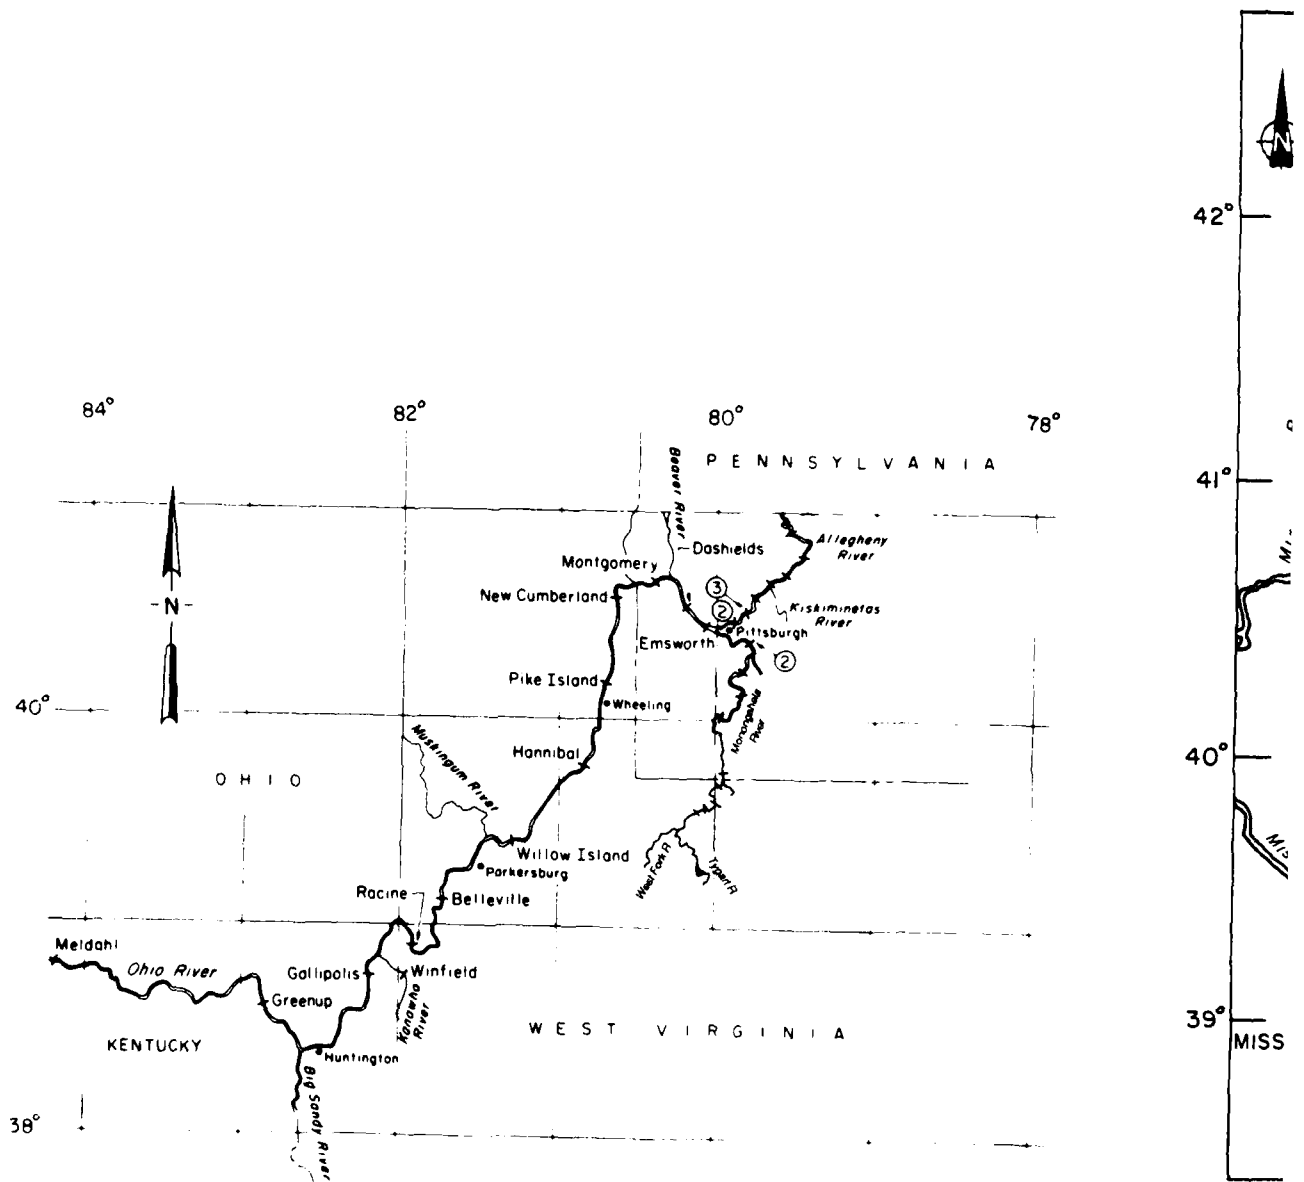 N
42°
84°
82°
80°
78°
PENNSYLVANIA
41°
Beaver River
Dashields
Allegheny
River
Montgomery
New Cumberland
3
2
Kiskiminetas
River
Pittsburgh
Emsworth
2
-N-
Pike Island
Wheeling
40°
Monongahela
River
Hannibal
Muskingum River
40°
OHIO
Willow Island
Parkersburg
West Fork R
Tygart R
Racine
Belleville
Meldahl
Ohio River
Gallipolis
Winfield
Greenup
Kanawha
River
39°
WEST VIRGINIA
KENTUCKY
Huntington
MISS
Big Sandy River
38°